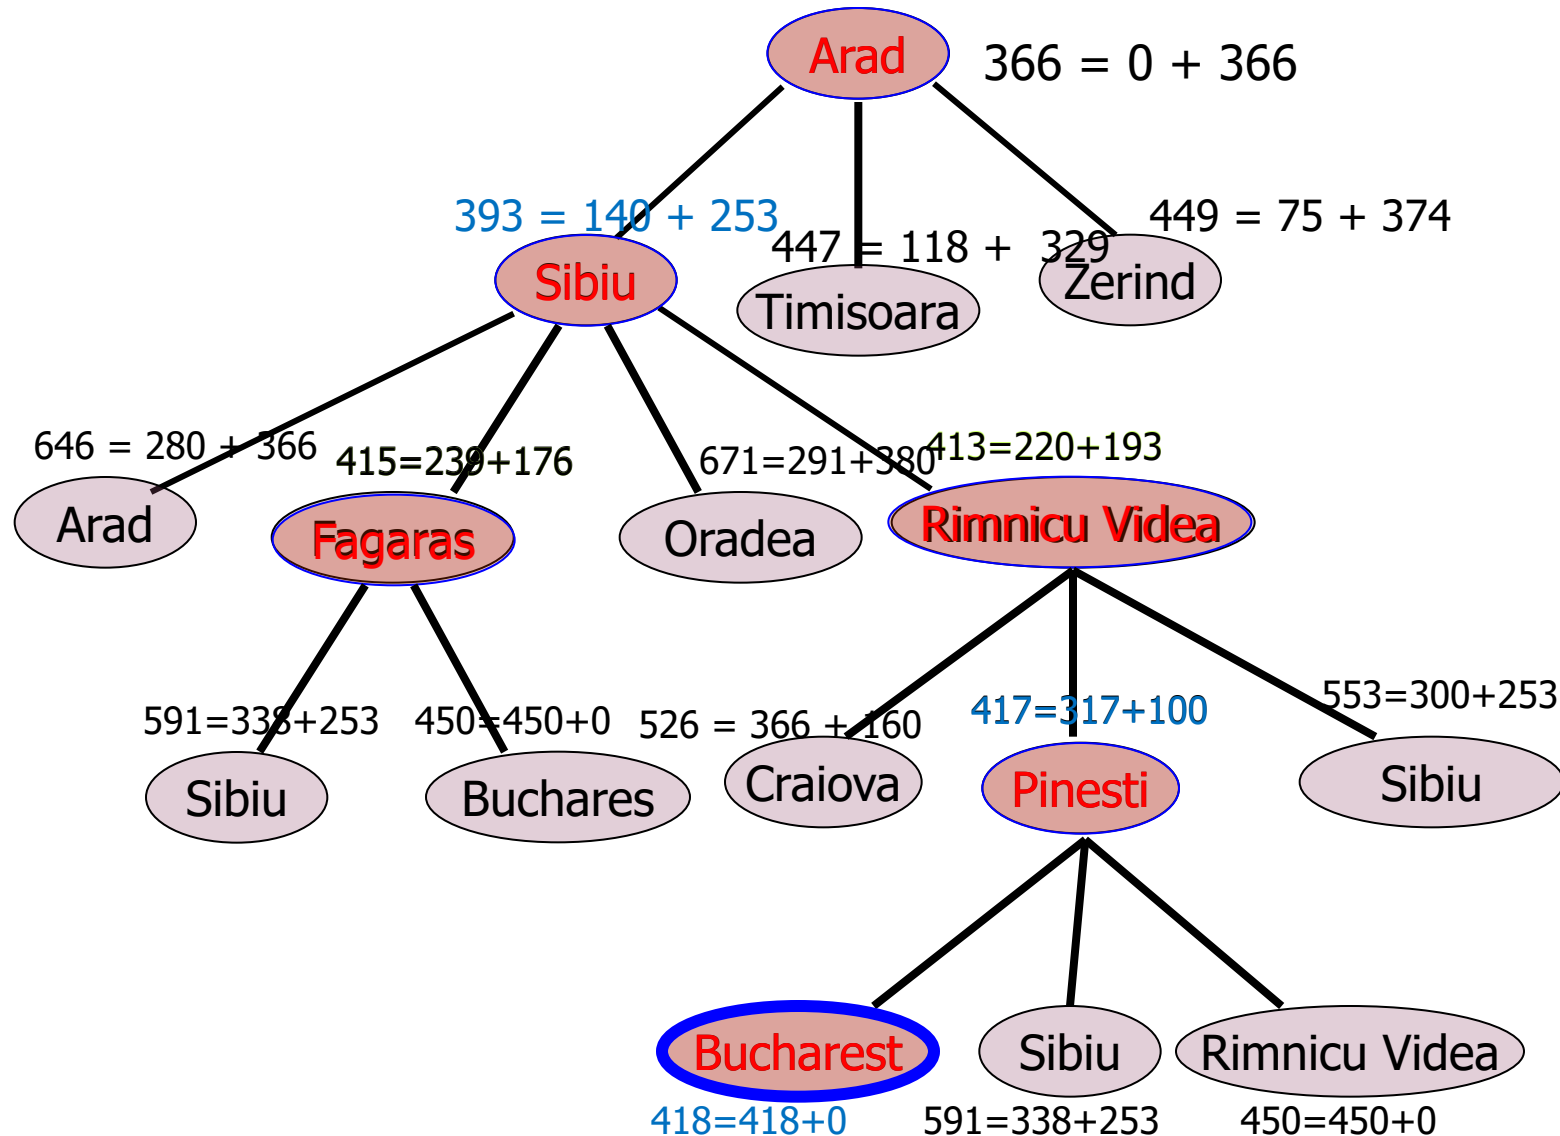 Arad
366 = 0 + 366
393 = 140 + 253
447 = 118 + 329
449 = 75 + 374
Sibiu
Timisoara
Zerind
646 = 280 + 366
415=239+176
671=291+380
413=220+193
Arad
Fagaras
Oradea
Rimnicu Videa
591=338+253
450=450+0
526 = 366 + 160
417=317+100
553=300+253
Sibiu
Buchares
Craiova
Pinesti
Sibiu
Bucharest
Sibiu
Rimnicu Videa
418=418+0
591=338+253
450=450+0